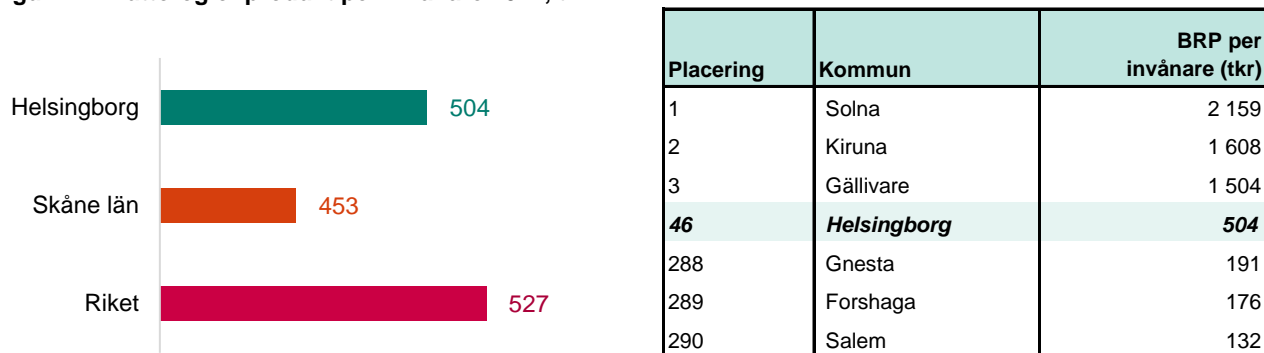 Helsingborg 504
Skåne län 453
Riket 527
Placering Kommun BRP per invånare (tkr)
1 Solna 2 159
2 Kiruna 1 608
3 Gällivare 1 504
46 Helsingborg 504
288 Gnesta 191
289 Forshaga 176
290 Salem 132